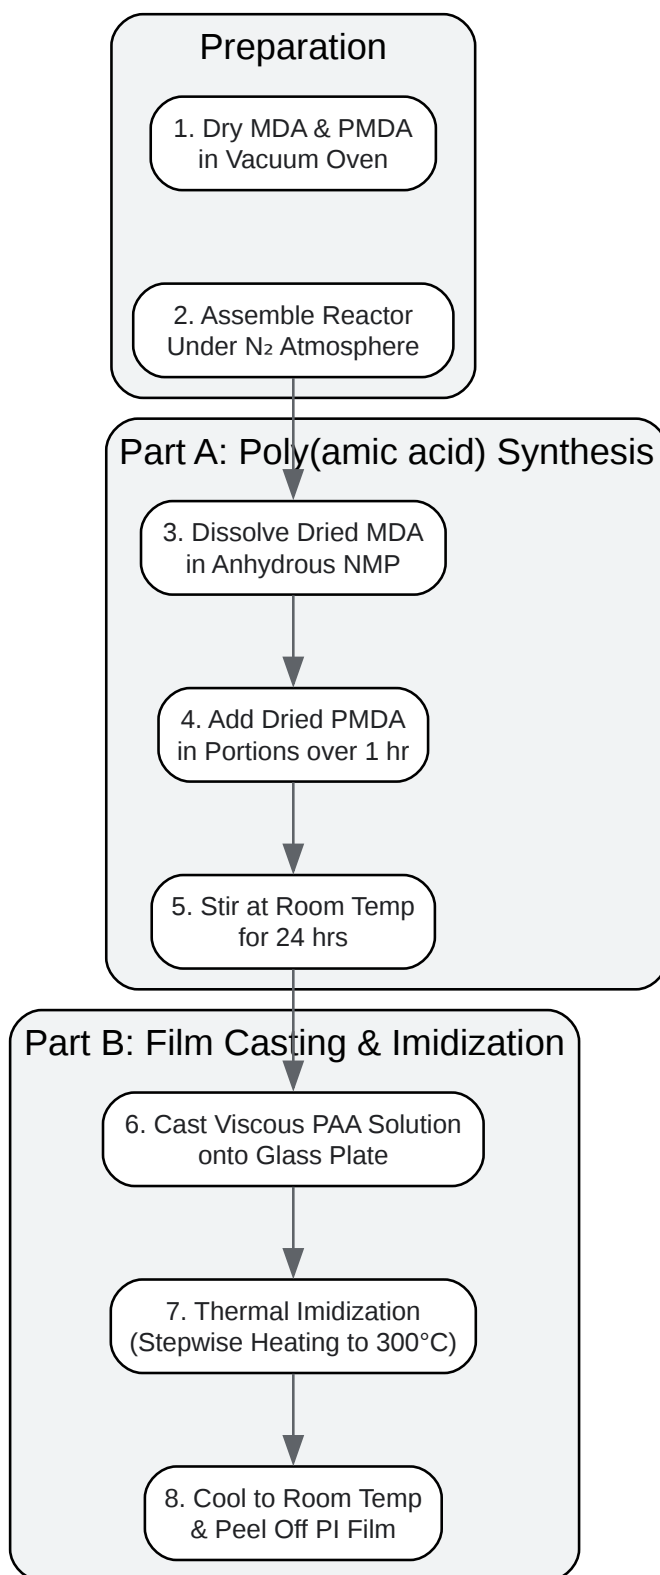 Preparation
1. Dry MDA & PMDA
in Vacuum Oven
2. Assemble Reactor
Under N₂ Atmosphere
Part A: Poly(amic acid) Synthesis
3. Dissolve Dried MDA
in Anhydrous NMP
4. Add Dried PMDA
in Portions over 1 hr
5. Stir at Room Temp
for 24 hrs
Part B: Film Casting & Imidization
6. Cast Viscous PAA Solution
onto Glass Plate
7. Thermal Imidization
(Stepwise Heating to 300°C)
8. Cool to Room Temp
& Peel Off PI Film